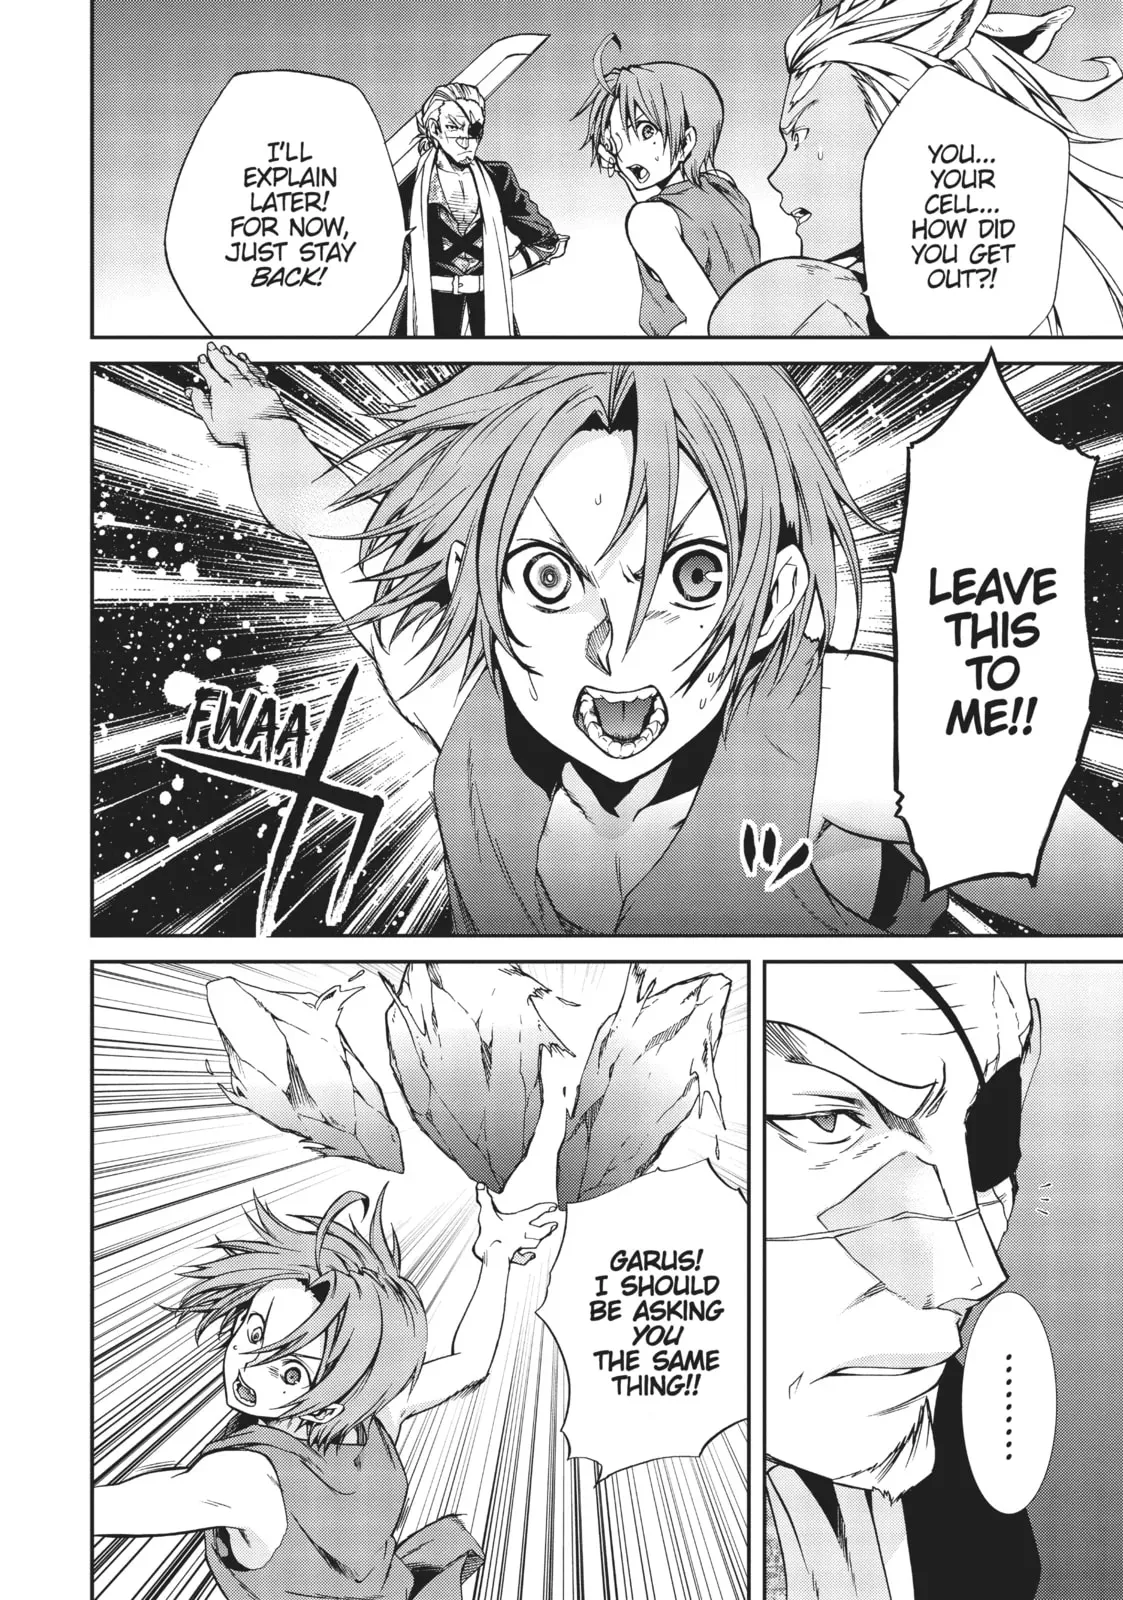 YOU...
YOUR
CELL...
HOW DID
YOU GET
OUT?!
I'LL
EXPLAIN
LATER!
FOR NOW,
JUST STAY
BACK!
LEAVE
THIS
TO
ME!!
FWAA
ッ
.........
GARUS!
I SHOULD
BE ASKING
YOU
THE SAME
THING!!